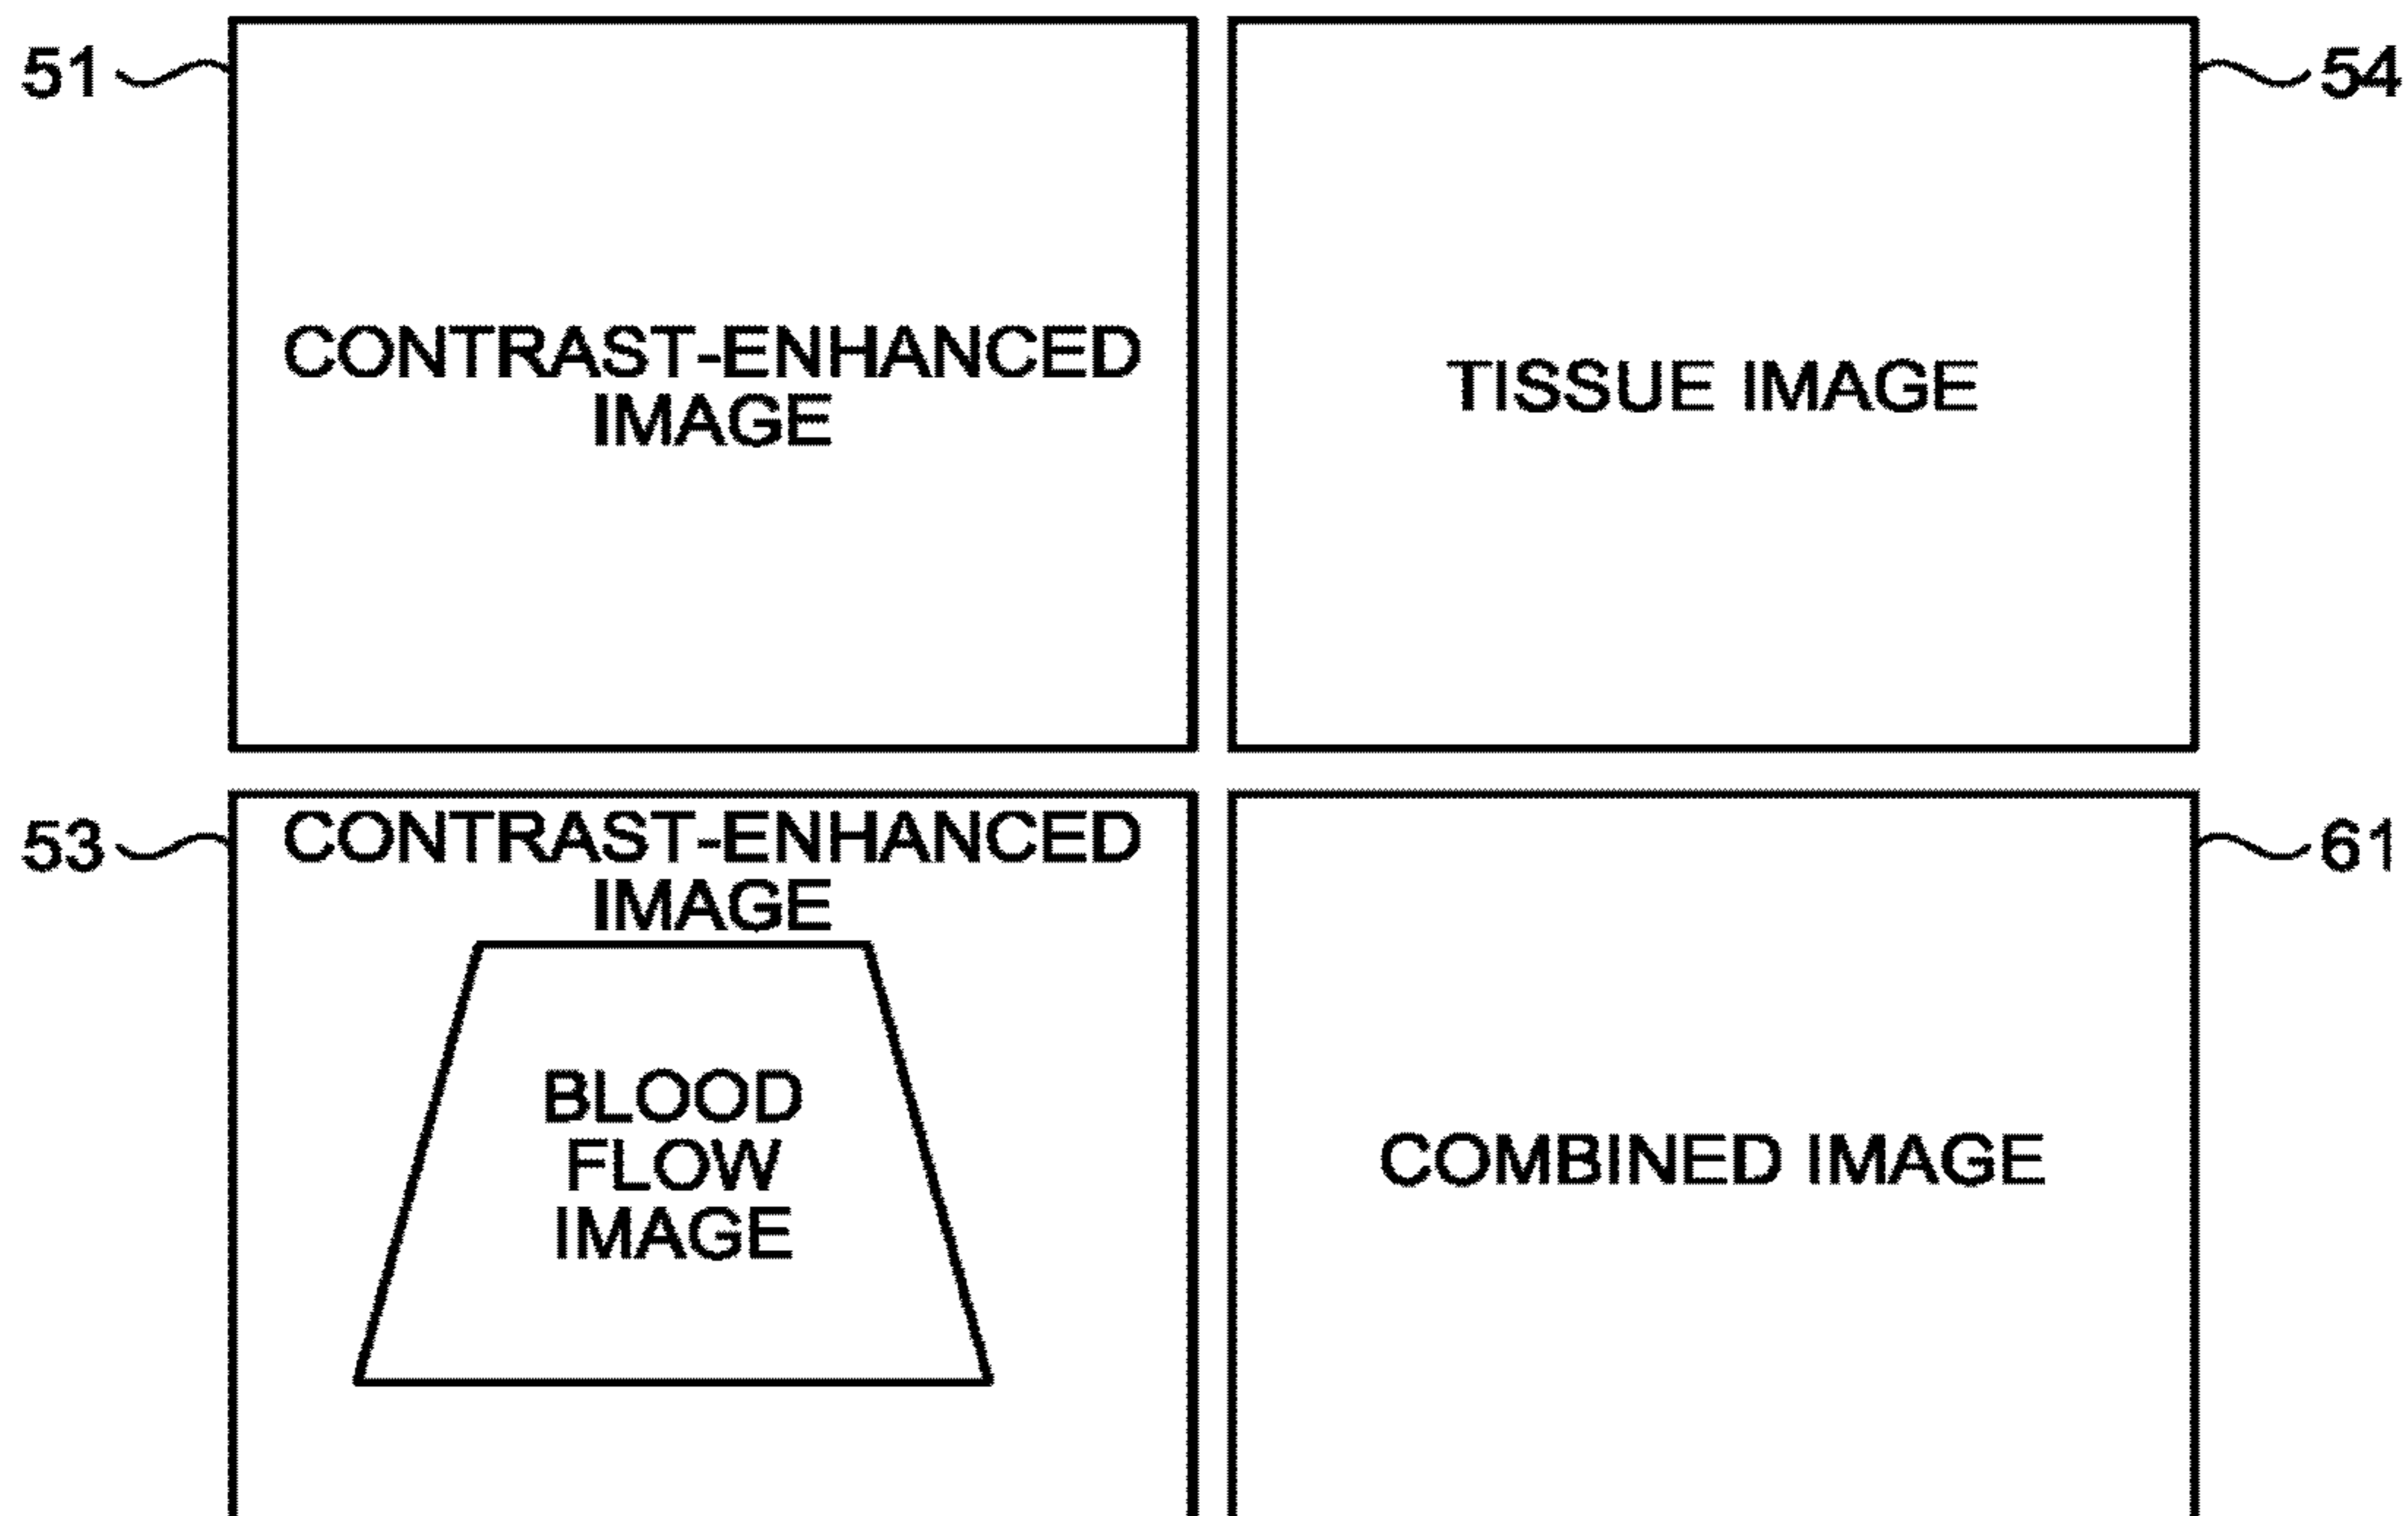 51
CONTRAST-ENHANCED
IMAGE
54
TISSUE IMAGE
53
CONTRAST-ENHANCED
IMAGE
BLOOD
FLOW
IMAGE
61
COMBINED IMAGE